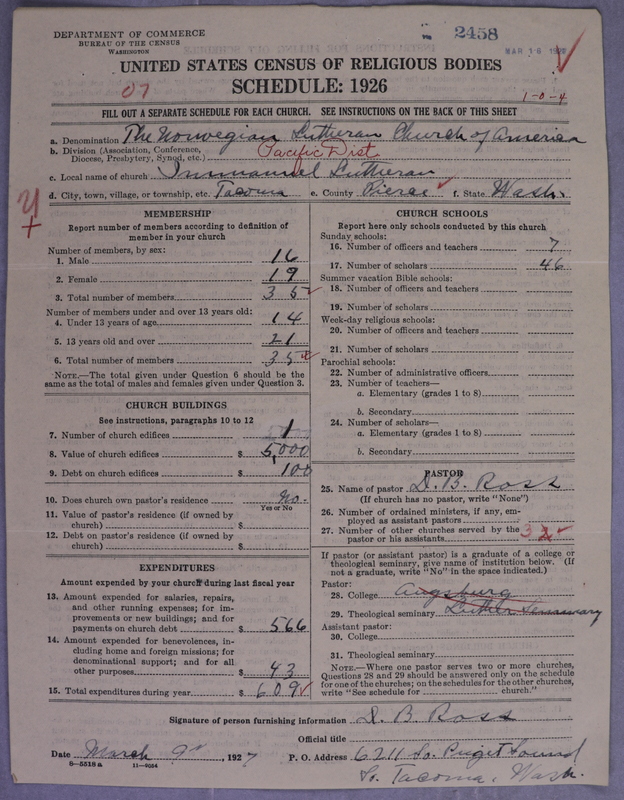 DEPARTMENT OF COMMERCE
BUREAU OF THE CENSUS
WASHINGTON
2458
MAR 16
UNITED STATES CENSUS OF RELIGIOUS BODIES
SCHEDULE: 1926
07
1-0-4
FILL OUT A SEPARATE SCHEDULE FOR EACH CHURCH. SEE INSTRUCTIONS ON THE BACK OF THIS SHEET
a. Denomination The Norwegian Lutheran Church of America
b. Division (Association, Conference, Diocese, Presbytery, Synod, etc.) Pacific Dist.
c. Local name of church Immanuel Lutheran
d. City, town, village, or township, etc. Tacoma e. County Pierce f. State Wash.
MEMBERSHIP
Report number of members according to definition of
member in your church
Number of members, by sex:
1. Male 16
2. Female 19
3. Total number of members 35
Number of members under and over 13 years old:
4. Under 13 years of age 14
5. 13 years old and over 21
6. Total number of members 35
NOTE.—The total given under Question 6 should be the
same as the total of males and females given under Question 3.
CHURCH BUILDINGS
See instructions, paragraphs 10 to 12
7. Number of church edifices 1
8. Value of church edifices $ 5,000
9. Debt on church edifices $ 100
10. Does church own pastor's residence No.
Yes or No
11. Value of pastor's residence (if owned by
church) $
12. Debt on pastor's residence (if owned by
church) $
EXPENDITURES
Amount expended by your church during last fiscal year
13. Amount expended for salaries, repairs,
and other running expenses; for im-
provements or new buildings; and for
payments on church debt $ 566
14. Amount expended for benevolences, in-
cluding home and foreign missions; for
denominational support; and for all
other purposes $ 43
15. Total expenditures during year $ 609
CHURCH SCHOOLS
Report here only schools conducted by this church
Sunday schools:
16. Number of officers and teachers 7
17. Number of scholars 46
Summer vacation Bible schools:
18. Number of officers and teachers
19. Number of scholars
Week-day religious schools:
20. Number of officers and teachers
21. Number of scholars
Parochial schools:
22. Number of administrative officers
23. Number of teachers—
a. Elementary (grades 1 to 8)
b. Secondary
24. Number of scholars—
a. Elementary (grades 1 to 8)
b. Secondary
PASTOR
25. Name of pastor D. B. Ross
(If church has no pastor, write "None")
26. Number of ordained ministers, if any, em-
ployed as assistant pastors
27. Number of other churches served by the
pastor or his assistants 3
If pastor (or assistant pastor) is a graduate of a college or
theological seminary, give name of institution below. (If
not a graduate, write "No" in the space indicated.)
Pastor:
28. College Augsburg
29. Theological seminary Luther Seminary
Assistant pastor:
30. College
31. Theological seminary
NOTE.—Where one pastor serves two or more churches,
Questions 28 and 29 should be answered only on the schedule
for one of the churches; on the schedules for the other churches,
write "See schedule for church."
Signature of person furnishing information D. B. Ross
Official title
Date March 9th, 1927 P. O. Address 6211 So. Puget Sound
8-5518 a 11-9554
So. Tacoma, Wash.